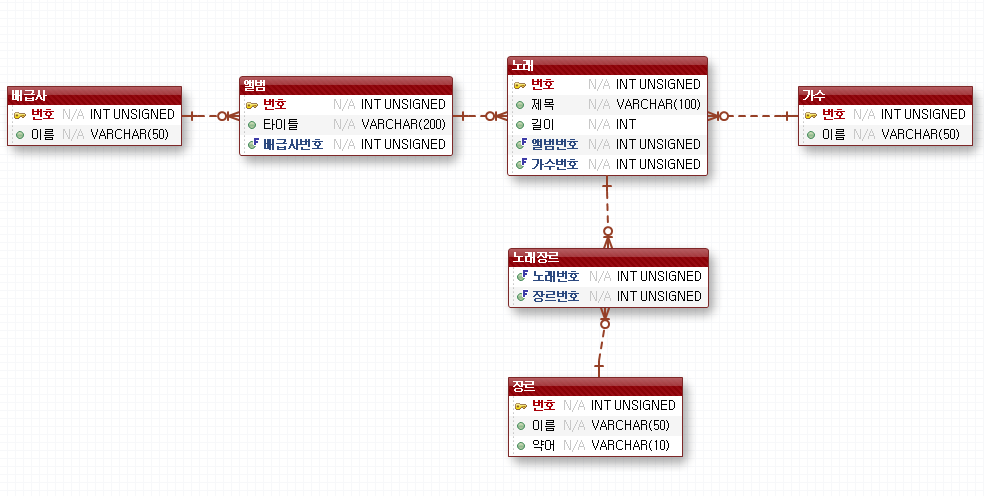 배급사
번호 N/A INT UNSIGNED
이름 N/A VARCHAR(50)
앨범
번호 N/A INT UNSIGNED
타이틀 N/A VARCHAR(200)
배급사번호 N/A INT UNSIGNED
노래
번호 N/A INT UNSIGNED
제목 N/A VARCHAR(100)
길이 N/A INT
앨범번호 N/A INT UNSIGNED
가수번호 N/A INT UNSIGNED
가수
번호 N/A INT UNSIGNED
이름 N/A VARCHAR(50)
노래장르
노래번호 N/A INT UNSIGNED
장르번호 N/A INT UNSIGNED
장르
번호 N/A INT UNSIGNED
이름 N/A VARCHAR(50)
약어 N/A VARCHAR(10)